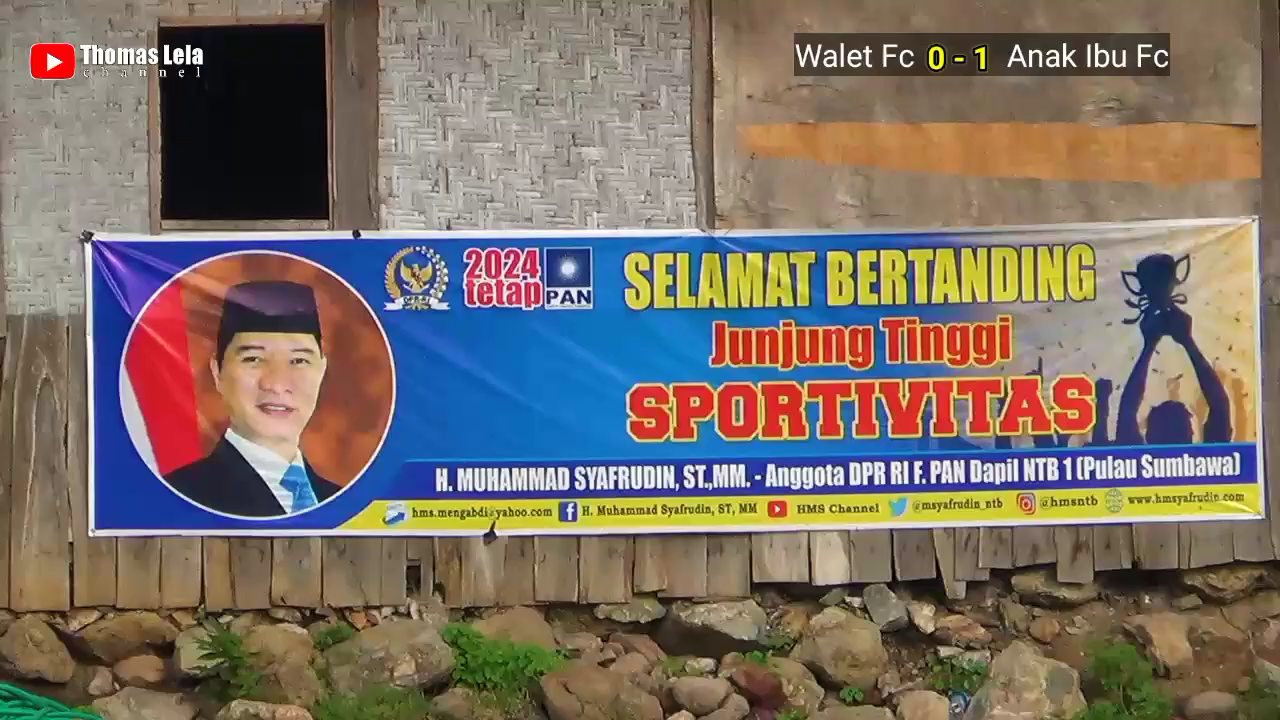 Thomas Lela
channel
Walet Fc 0 - 1 Anak Ibu Fc
DPR-RI
2024
tetap PAN
SELAMAT BERTANDING
Junjung Tinggi
SPORTIVITAS
H. MUHAMMAD SYAFRUDIN, ST.,MM. - Anggota DPR RI F. PAN Dapil NTB 1 (Pulau Sumbawa)
hms.mengabdi@yahoo.com H. Muhammad Syafrudin, ST, MM HMS Channel @msyafrudin_ntb @hmsntb www.hmsyafrudin.com